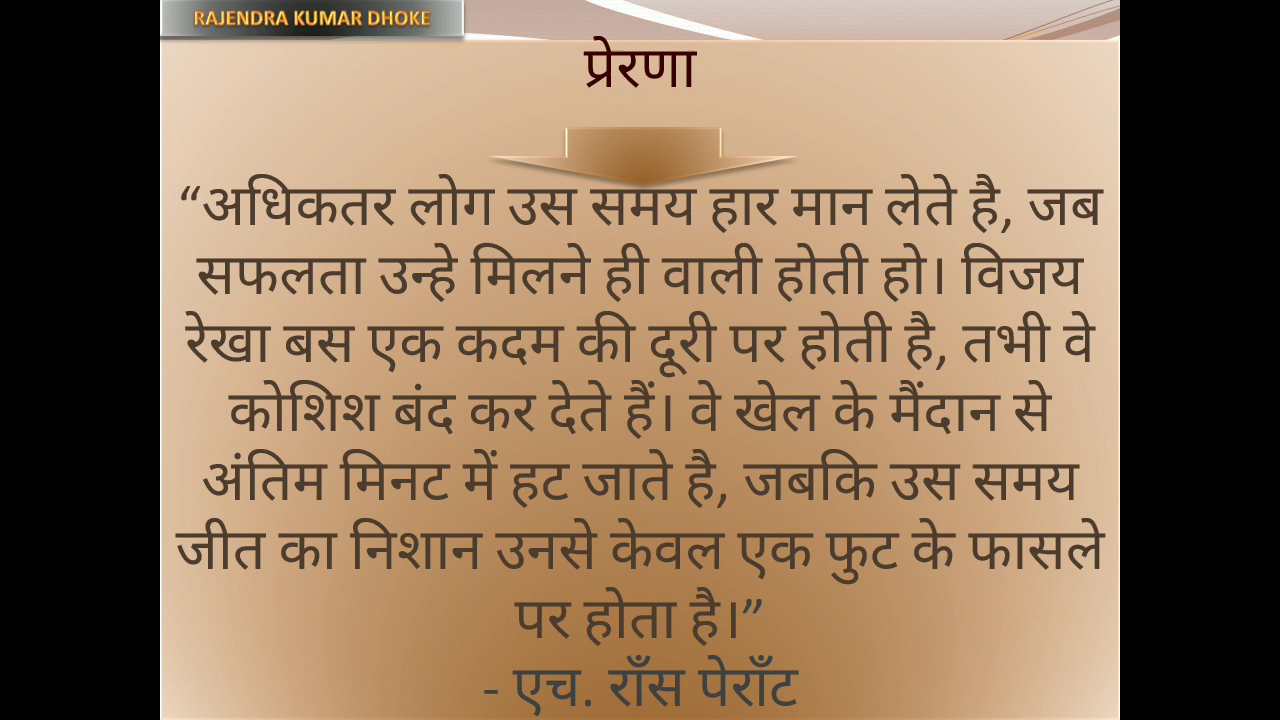 RAJENDRA KUMAR DHOKE
प्रेरणा
“अधिकतर लोग उस समय हार मान लेते है, जब
सफलता उन्हे मिलने ही वाली होती हो। विजय
रेखा बस एक कदम की दूरी पर होती है, तभी वे
कोशिश बंद कर देते हैं। वे खेल के मैंदान से
अंतिम मिनट में हट जाते है, जबकि उस समय
जीत का निशान उनसे केवल एक फुट के फासले
पर होता है।”
- एच. राँस पेराँट